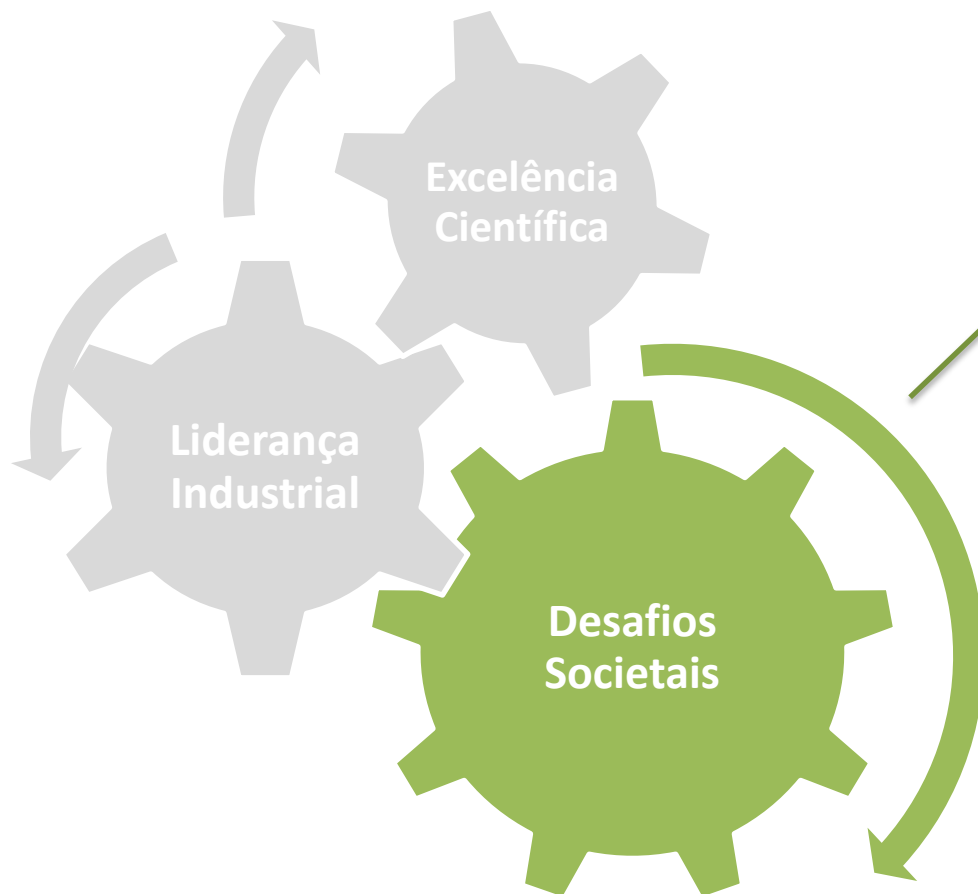 Excelência
Científica
Liderança
Industrial
Desafios
Societais